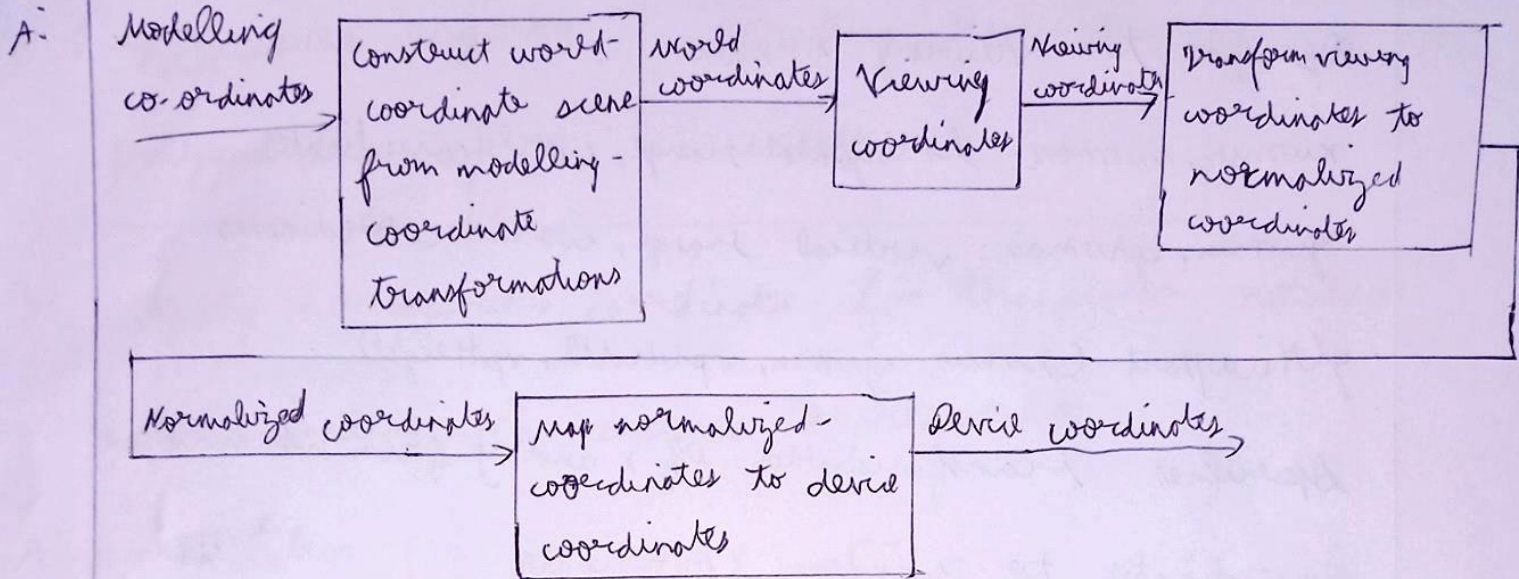 A.
Modelling
co-ordinates
Construct world-
coordinate scene
from modelling-
coordinate
transformations
World
coordinates
Viewing
coordinates
Viewing
coordinates
Transform viewing
coordinates to
normalized
coordinates
Normalized coordinates
Map normalized-
coordinates to device
coordinates
Device coordinates